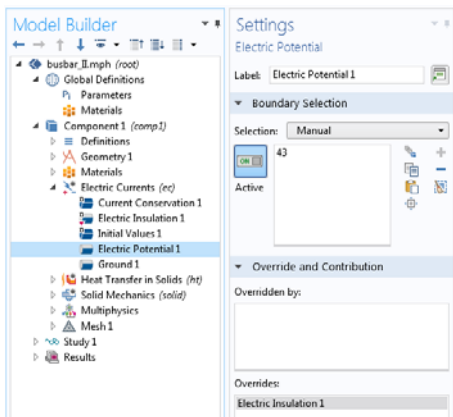 Model Builder
busbar_II.mph (root)
Global Definitions
Pi Parameters
Materials
Component 1 (comp1)
Definitions
Geometry 1
Materials
Electric Currents (ec)
Current Conservation 1
Electric Insulation 1
Initial Values 1
Electric Potential 1
Ground 1
Heat Transfer in Solids (ht)
Solid Mechanics (solid)
Multiphysics
Mesh 1
Study 1
Results
Settings
Electric Potential
Label: Electric Potential 1
Boundary Selection
Selection: Manual
ON
43
Active
Override and Contribution
Overridden by:
Overrides:
Electric Insulation 1